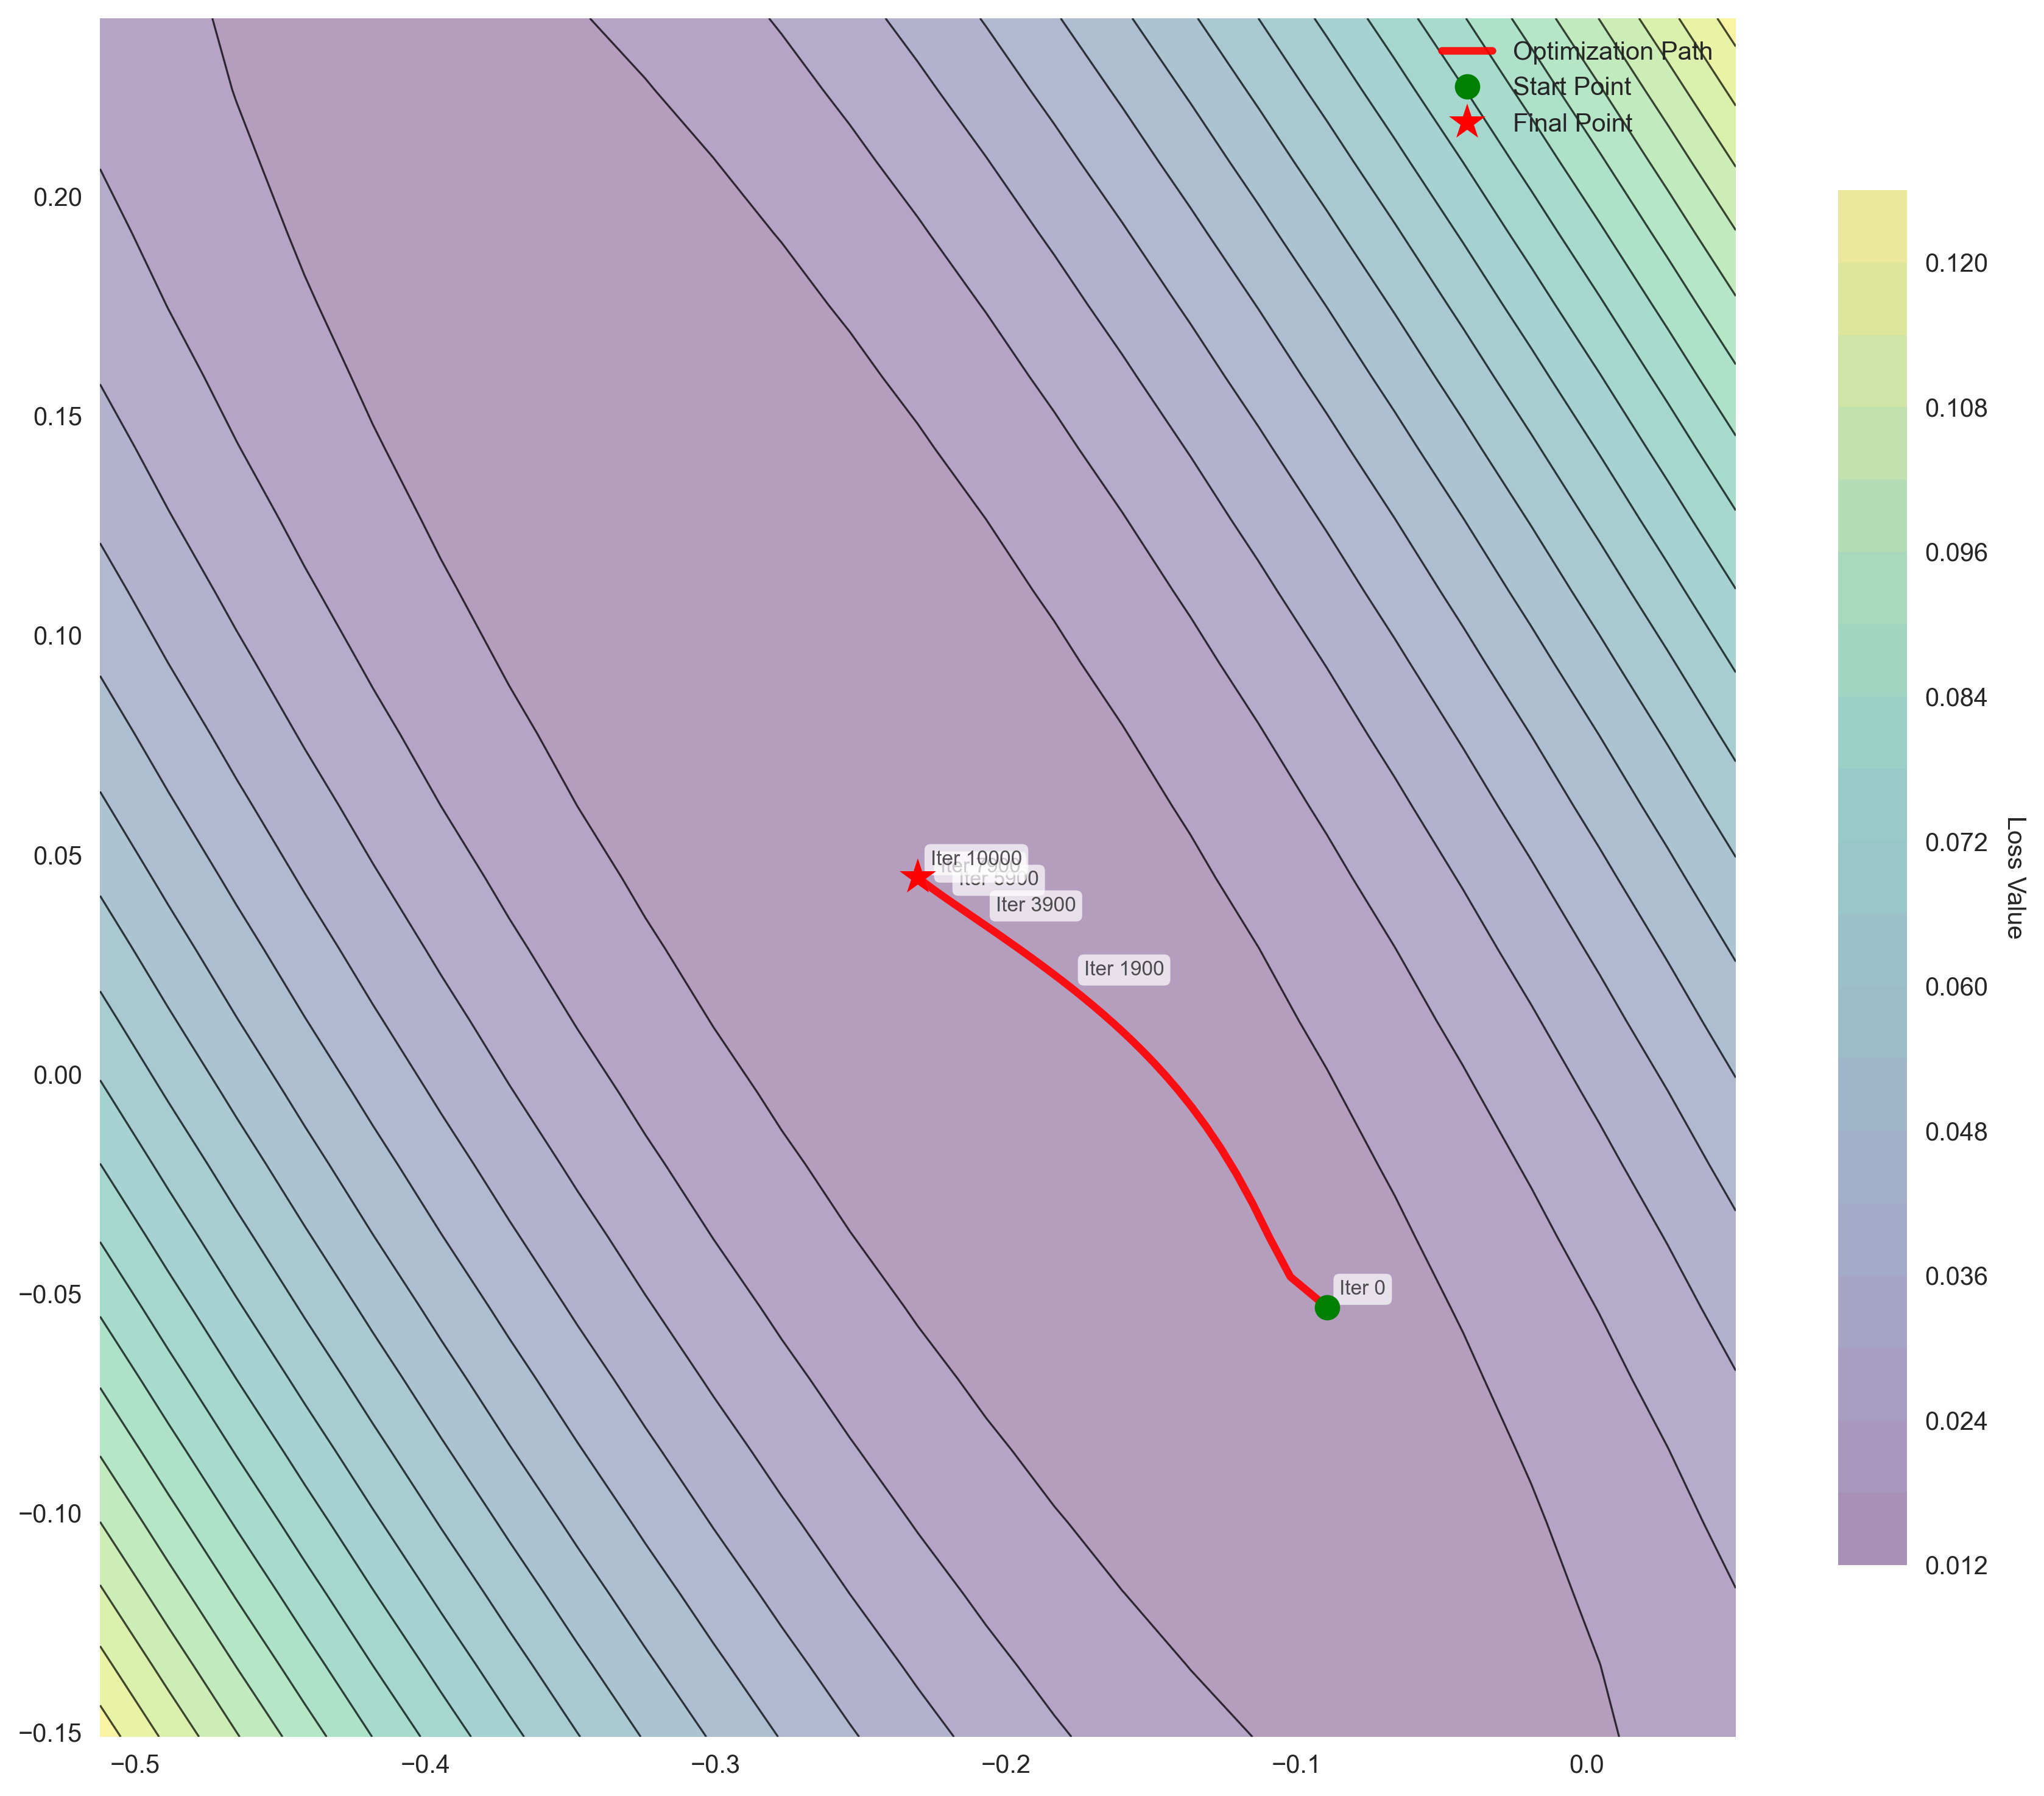 Optimization Path
Start Point
Final Point
0.20
0.15
0.10
0.05
0.00
−0.05
−0.10
−0.15
−0.5
−0.4
−0.3
−0.2
−0.1
0.0
Iter 10000
Iter 7900
Iter 5900
Iter 3900
Iter 1900
Iter 0
0.120
0.108
0.096
0.084
0.072
0.060
0.048
0.036
0.024
0.012
Loss Value